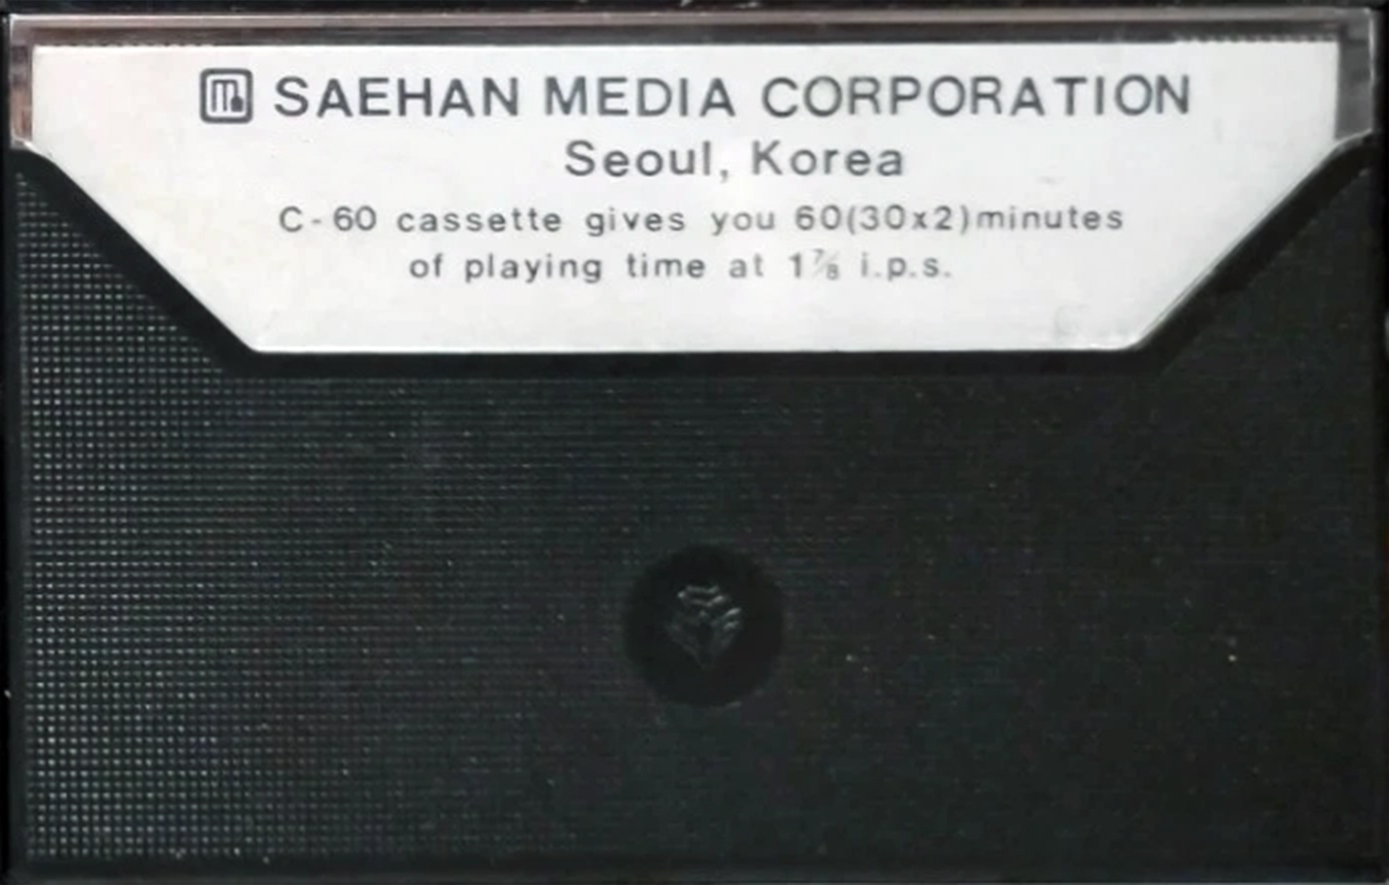 SAEHAN MEDIA CORPORATION
Seoul, Korea
C-60 cassette gives you 60(30x2)minutes
of playing time at 1⅞ i.p.s.